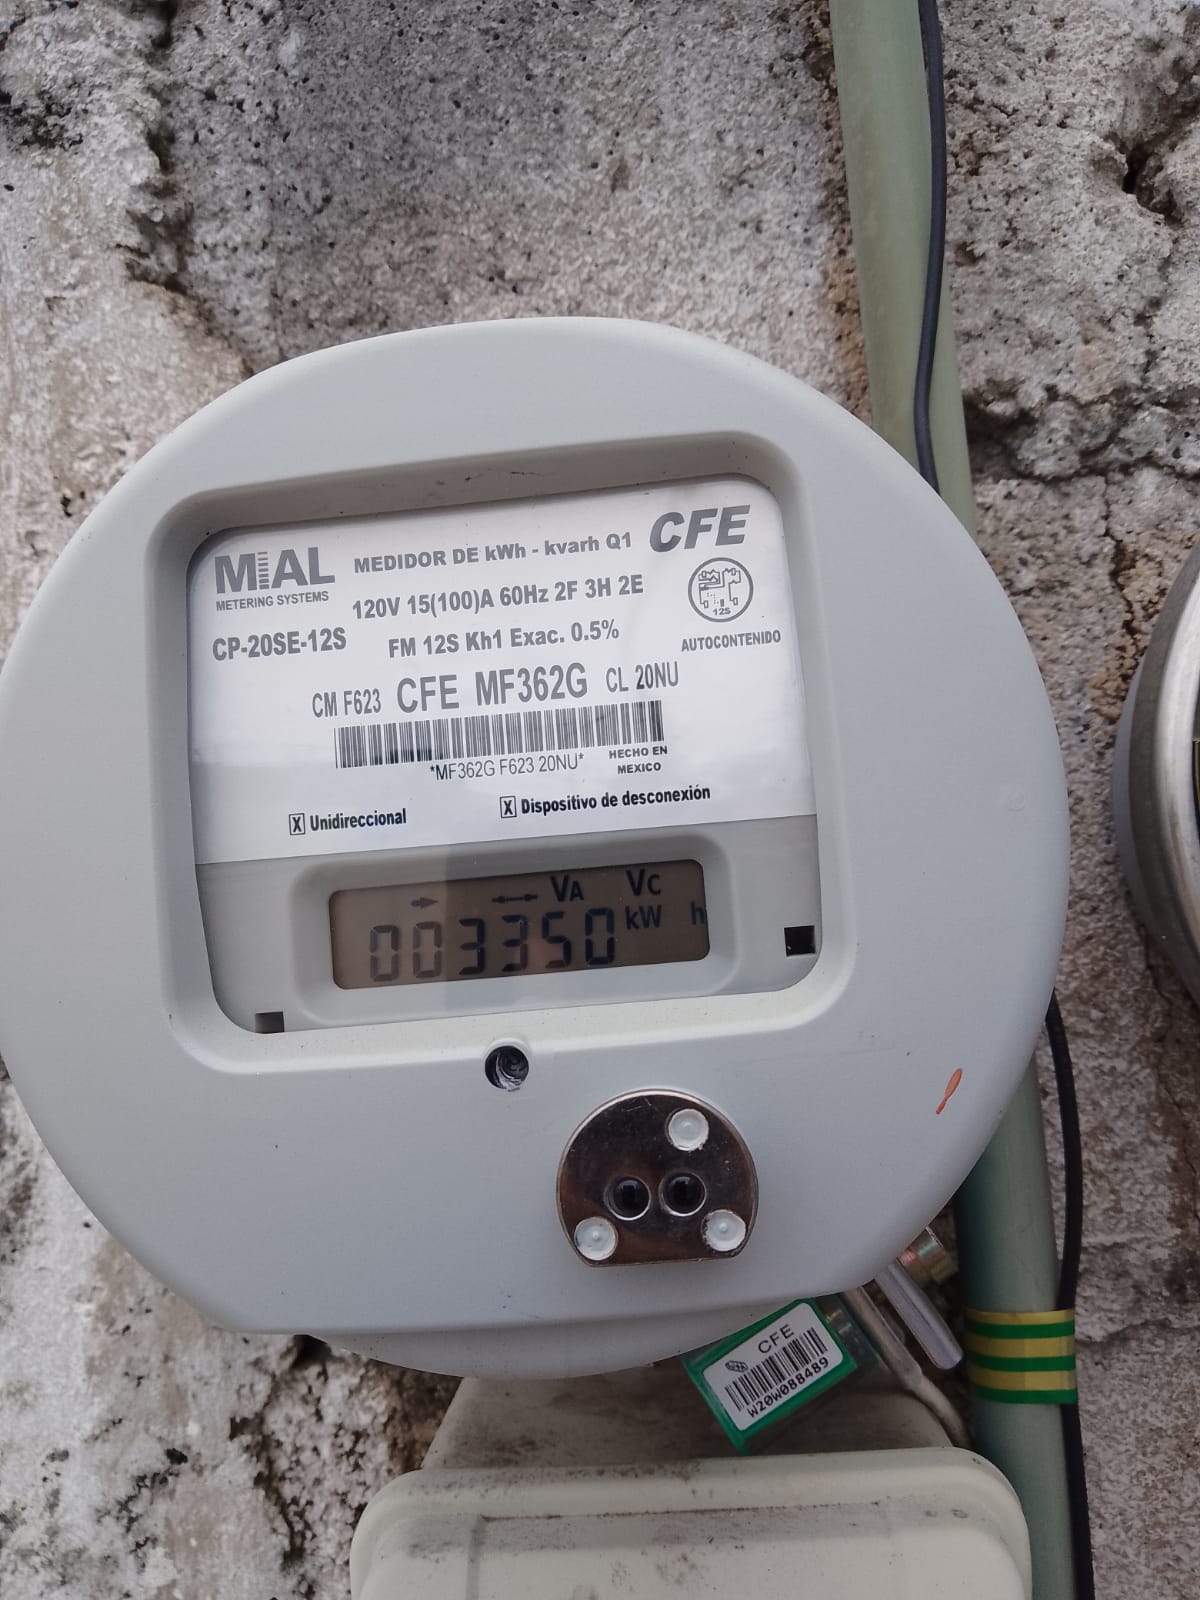 MIAL
METERING SYSTEMS
MEDIDOR DE kWh - kvarh Q1
CFE
120V 15(100)A 60Hz 2F 3H 2E
12S
CP-20SE-12S
FM 12S Kh1 Exac. 0.5%
AUTOCONTENIDO
CM F623 CFE MF362G CL 20NU
*MF362G F623 20NU*
HECHO EN
MEXICO
X Unidireccional
X Dispositivo de desconexión
VA VC
003350 kW h
CFE
W20W088489